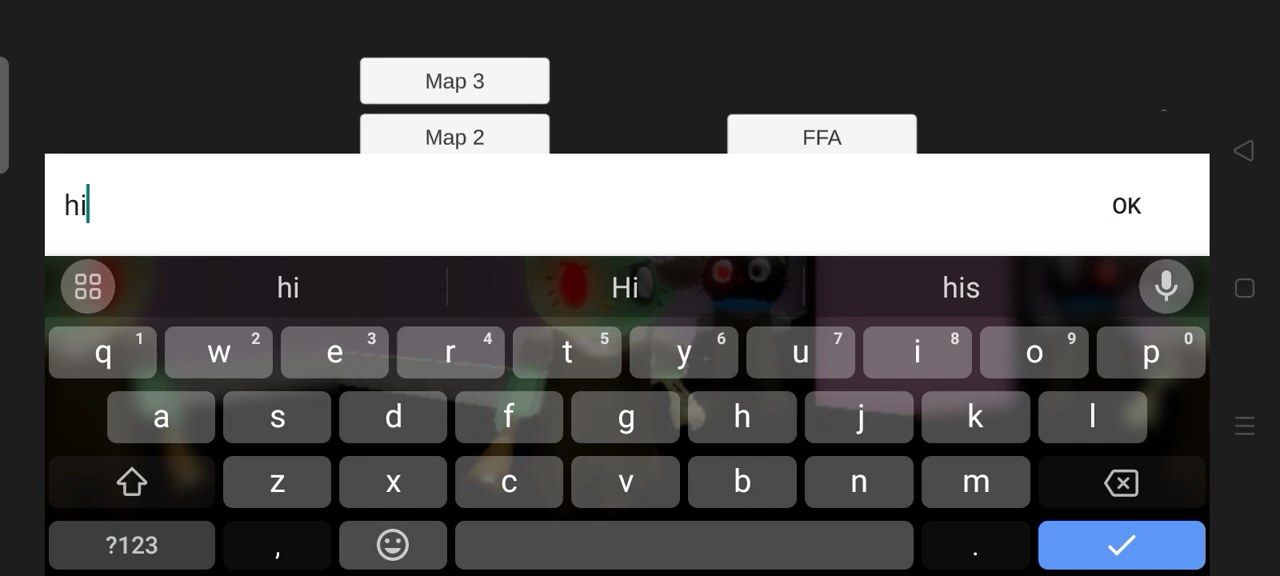 Map 3
Map 2 FFA
hi OK
hi Hi his
q 1 w 2 e 3 r 4 t 5 y 6 u 7 i 8 o 9 p 0
a s d f g h j k l
z x c v b n m
?123 , .